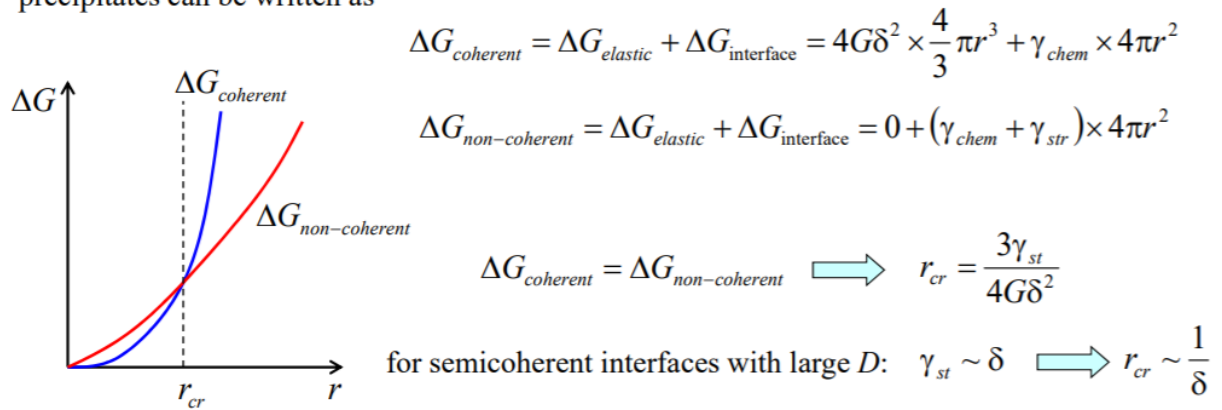 precipitates can be written as
ΔG_coherent = ΔG_elastic + ΔG_interface = 4Gδ² × 4/3 πr³ + γ_chem × 4πr²
ΔG_non−coherent = ΔG_elastic + ΔG_interface = 0 + (γ_chem + γ_str) × 4πr²
ΔG
ΔG_coherent
ΔG_non−coherent
r_cr
r
ΔG_coherent = ΔG_non−coherent ⇒ r_cr = 3γ_st / 4Gδ²
for semicoherent interfaces with large D: γ_st ~ δ ⇒ r_cr ~ 1/δ